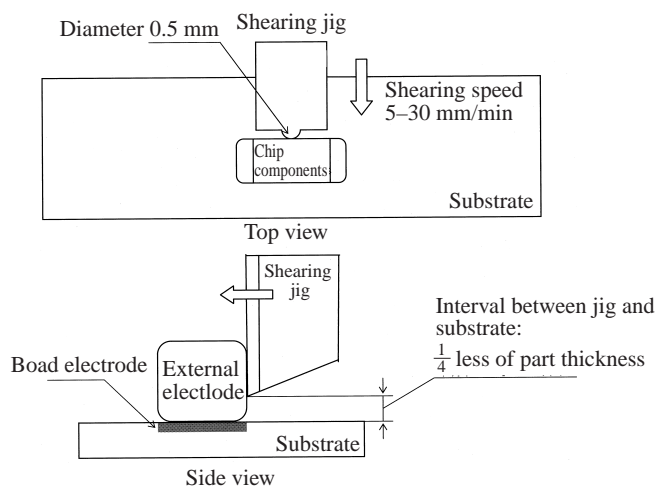 Diameter 0.5 mm
Shearing jig
Shearing speed
5–30 mm/min
Chip
components
Substrate
Top view
Shearing
jig
Interval between jig and
substrate:
1/4 less of part thickness
Boad electrode
External
electlode
Substrate
Side view